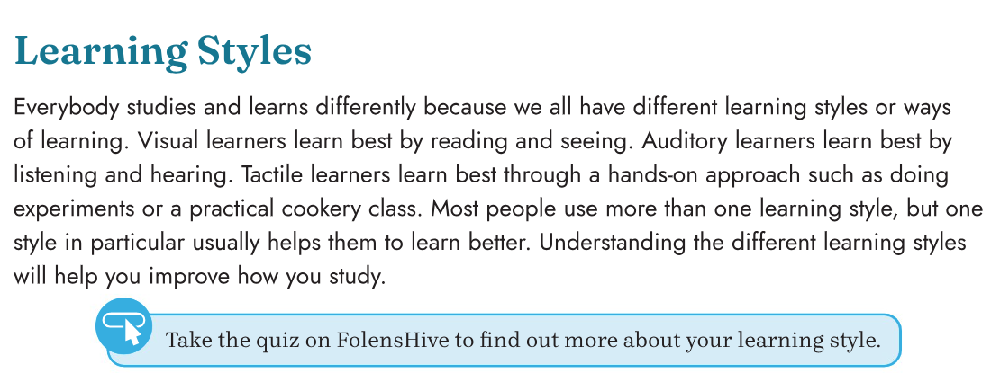 Learning Styles
Everybody studies and learns differently because we all have different learning styles or ways
of learning. Visual learners learn best by reading and seeing. Auditory learners learn best by
listening and hearing. Tactile learners learn best through a hands-on approach such as doing
experiments or a practical cookery class. Most people use more than one learning style, but one
style in particular usually helps them to learn better. Understanding the different learning styles
will help you improve how you study.
Take the quiz on FolensHive to find out more about your learning style.